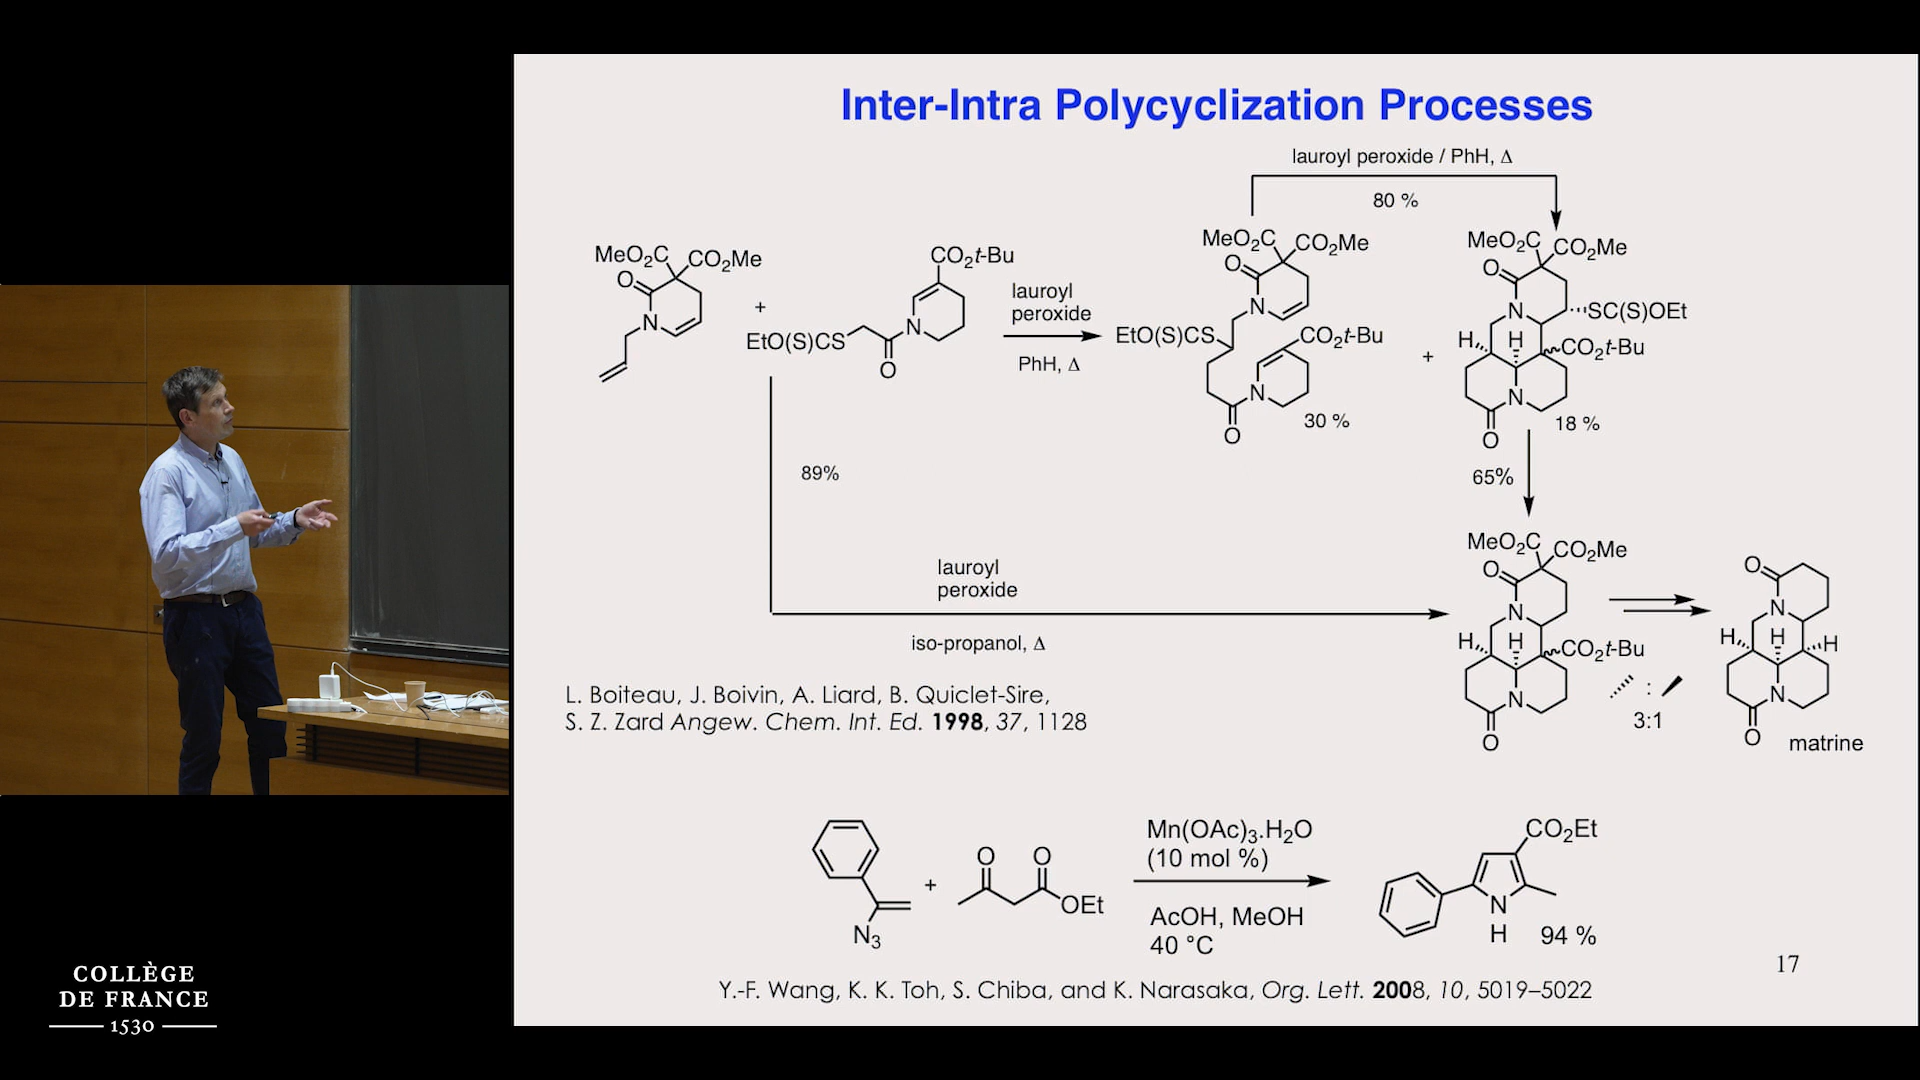 Inter-Intra Polycyclization Processes
lauroyl peroxide / PhH, Δ
80 %
MeO2C
CO2Me
O
N
+
CO2t-Bu
EtO(S)CS
N
O
lauroyl
peroxide
PhH, Δ
MeO2C
CO2Me
O
N
EtO(S)CS
CO2t-Bu
N
O
30 %
+
MeO2C
CO2Me
O
N
SC(S)OEt
H
H
CO2t-Bu
N
O
18 %
65%
89%
lauroyl
peroxide
iso-propanol, Δ
MeO2C
CO2Me
O
N
H
H
CO2t-Bu
N
O
:
3:1
O
N
H
H
H
N
O
matrine
L. Boiteau, J. Boivin, A. Liard, B. Quiclet-Sire,
S. Z. Zard Angew. Chem. Int. Ed. 1998, 37, 1128
N3
+
O
O
OEt
Mn(OAc)3.H2O
(10 mol %)
AcOH, MeOH
40 °C
CO2Et
N
H
94 %
17
Y.-F. Wang, K. K. Toh, S. Chiba, and K. Narasaka, Org. Lett. 2008, 10, 5019–5022
COLLÈGE
DE FRANCE
1530